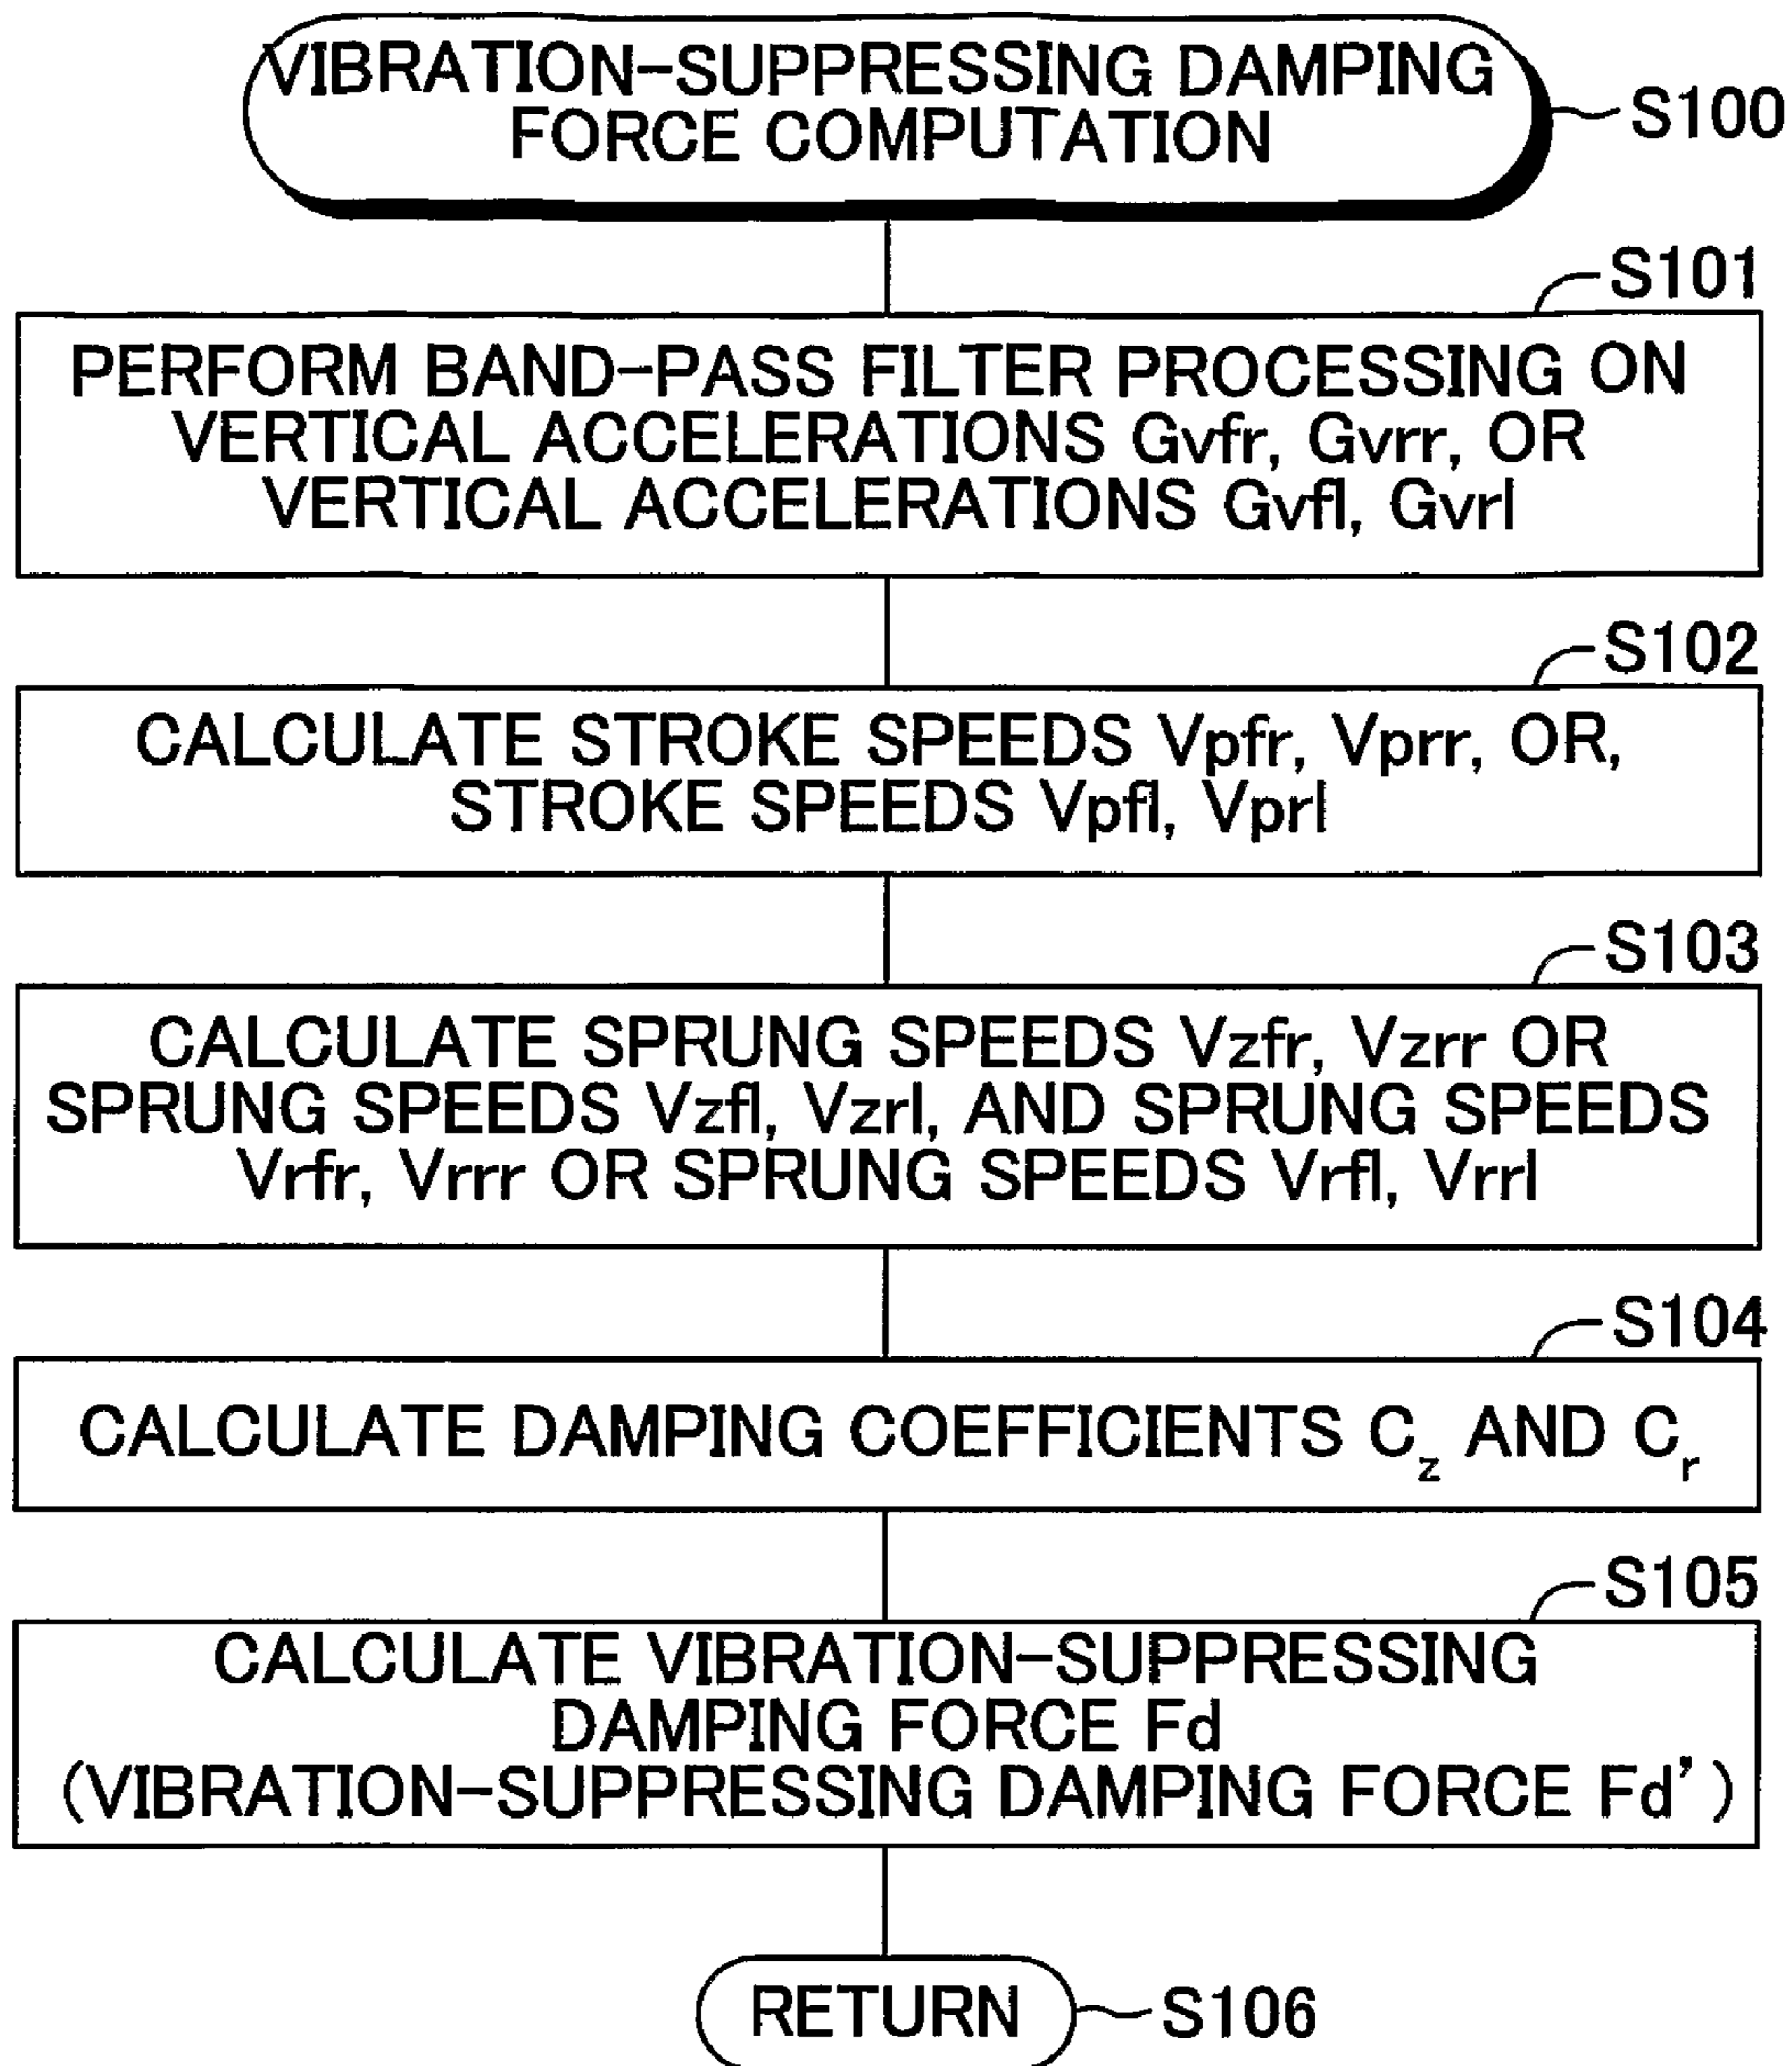 VIBRATION-SUPPRESSING DAMPING
FORCE COMPUTATION
S100
S101
PERFORM BAND-PASS FILTER PROCESSING ON
VERTICAL ACCELERATIONS Gvfr, Gvrr, OR
VERTICAL ACCELERATIONS Gvfl, Gvrl
S102
CALCULATE STROKE SPEEDS Vpfr, Vprr, OR,
STROKE SPEEDS Vpfl, Vprl
S103
CALCULATE SPRUNG SPEEDS Vzfr, Vzrr OR
SPRUNG SPEEDS Vzfl, Vzrl, AND SPRUNG SPEEDS
Vrfr, Vrrr OR SPRUNG SPEEDS Vrfl, Vrrl
S104
CALCULATE DAMPING COEFFICIENTS C_z AND C_r
S105
CALCULATE VIBRATION-SUPPRESSING
DAMPING FORCE Fd
(VIBRATION-SUPPRESSING DAMPING FORCE Fd')
RETURN
S106